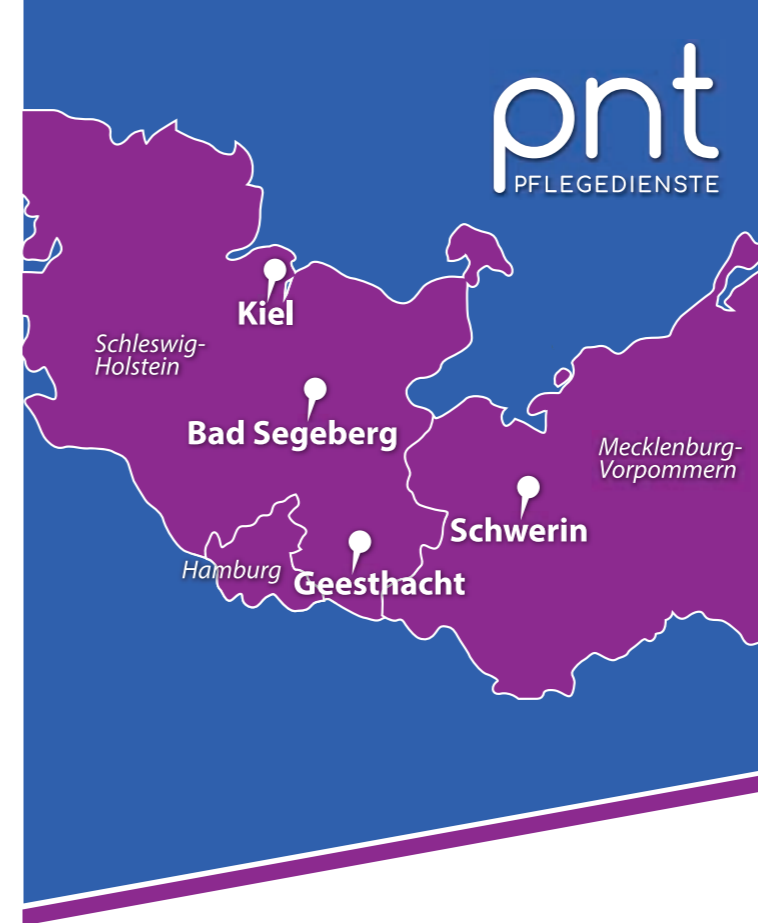 pnt
PFLEGEDIENSTE
Kiel
Schleswig-
Holstein
Bad Segeberg
Mecklenburg-
Vorpommern
Schwerin
Hamburg
Geesthacht